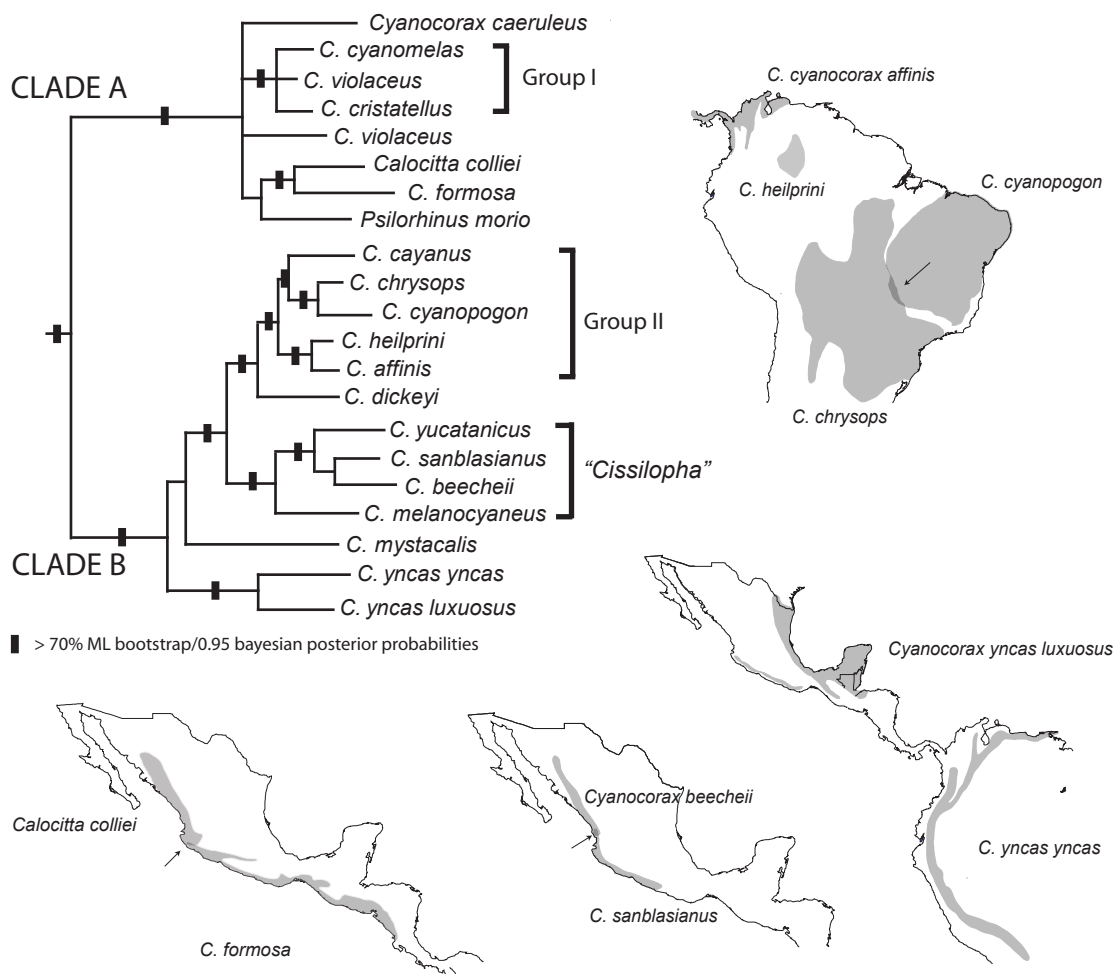 Cyanocorax caeruleus
C. cyanomelas
C. violaceus
C. cristatellus
Group I
CLADE A
C. violaceus
Calocitta colliei
C. formosa
Psilorhinus morio
C. cayanus
C. chrysops
C. cyanopogon
C. heilprini
C. affinis
Group II
C. dickeyi
C. yucatanicus
C. sanblasianus
C. beecheii
C. melanocyaneus
“Cissilopha”
C. mystacalis
CLADE B
C. yncas yncas
C. yncas luxuosus
> 70% ML bootstrap/0.95 bayesian posterior probabilities
C. cyanocorax affinis
C. heilprini
C. cyanopogon
C. chrysops
Cyanocorax yncas luxuosus
C. yncas yncas
Calocitta colliei
C. formosa
Cyanocorax beecheii
C. sanblasianus